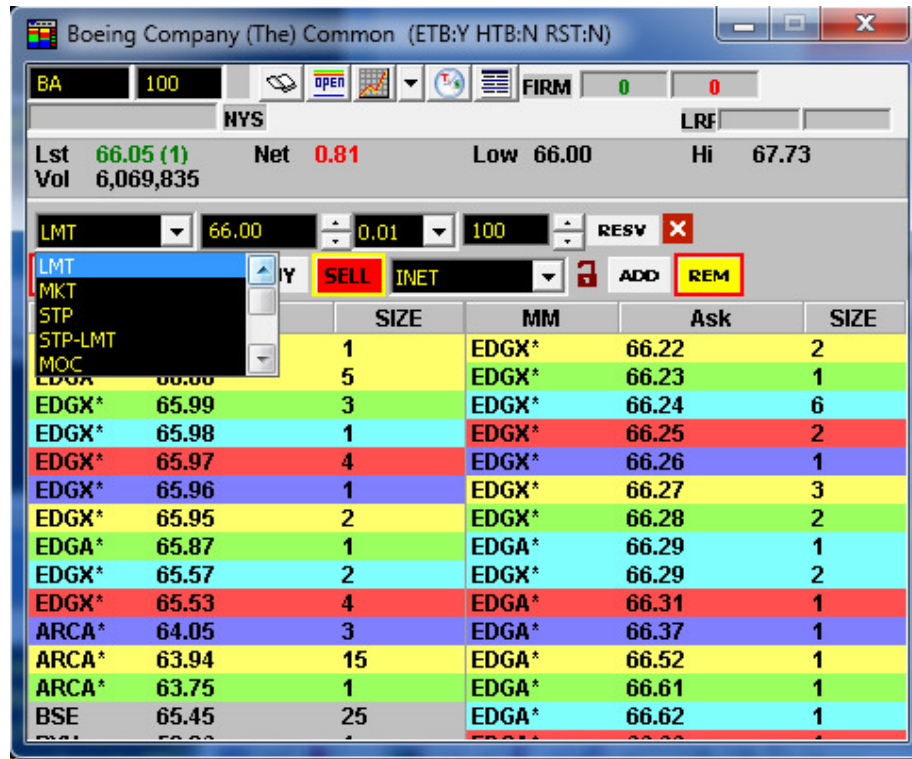 Boeing Company (The) Common (ETB:Y HTB:N RST:N)
BA 100 OPEN T/S FIRM 0 0
NYS LRF
Lst 66.05 (1) Net 0.81 Low 66.00 Hi 67.73
Vol 6,069,835
LMT 66.00 0.01 100 RESV
LMT SELL INET ADD REM
MKT
STP SIZE MM Ask SIZE
STP-LMT
1 EDGX* 66.22 2
MOC
5 EDGX* 66.23 1
EDGX* 65.99 3 EDGX* 66.24 6
EDGX* 65.98 1 EDGX* 66.25 2
EDGX* 65.97 4 EDGX* 66.26 1
EDGX* 65.96 1 EDGX* 66.27 3
EDGX* 65.95 2 EDGX* 66.28 2
EDGA* 65.87 1 EDGA* 66.29 1
EDGX* 65.57 2 EDGX* 66.29 2
EDGX* 65.53 4 EDGA* 66.31 1
ARCA* 64.05 3 EDGA* 66.37 1
ARCA* 63.94 15 EDGA* 66.52 1
ARCA* 63.75 1 EDGA* 66.61 1
BSE 65.45 25 EDGA* 66.62 1